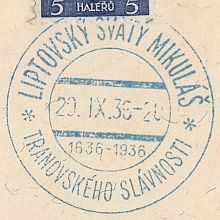 5 HALÉŘŮ 5
LIPTOVSKÝ SVÄTÝ MIKULÁŠ
20. IX. 36-20
1636-1936
* TRANOVSKÉHO SLÁVNOSTI *